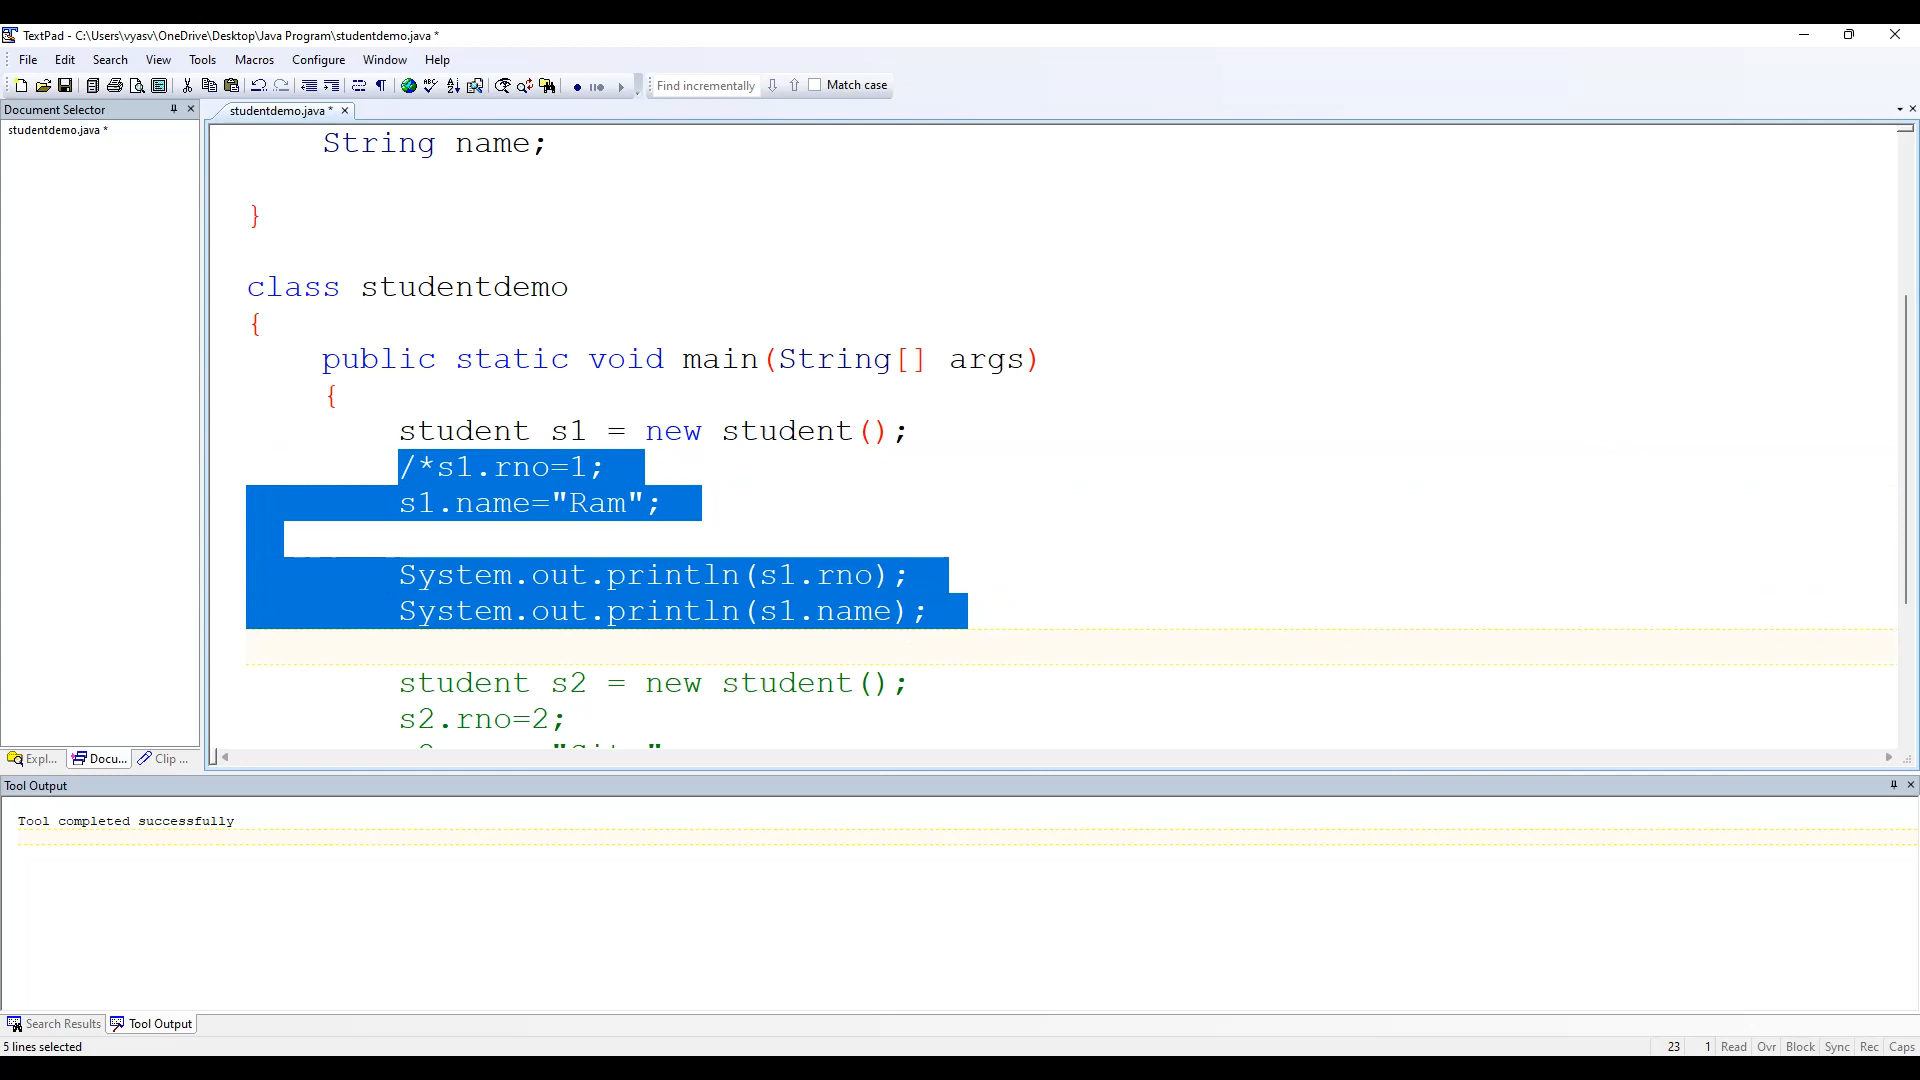 TextPad - C:\Users\vyasv\OneDrive\Desktop\Java Program\studentdemo.java *
File Edit Search View Tools Macros Configure Window Help
Find incrementally Match case
Document Selector
studentdemo.java *
studentdemo.java *
String name;
}
class studentdemo
{
public static void main(String[] args)
{
student s1 = new student();
/*s1.rno=1;
s1.name="Ram";
System.out.println(s1.rno);
System.out.println(s1.name);
student s2 = new student();
s2.rno=2;
Expl... Docu... Clip ...
Tool Output
Tool completed successfully
Search Results Tool Output
5 lines selected 23 1 Read Ovr Block Sync Rec Caps